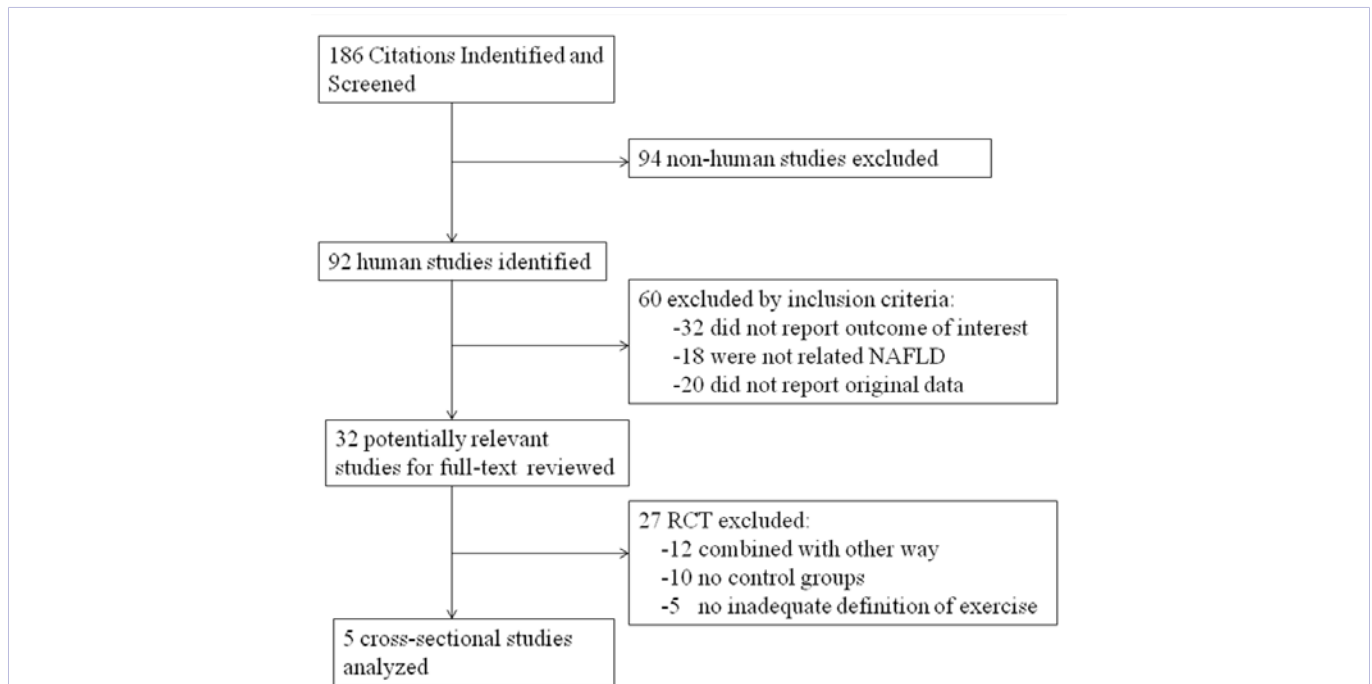 186 Citations Indentified and
Screened
94 non-human studies excluded
92 human studies identified
60 excluded by inclusion criteria:
-32 did not report outcome of interest
-18 were not related NAFLD
-20 did not report original data
32 potentially relevant
studies for full-text reviewed
27 RCT excluded:
-12 combined with other way
-10 no control groups
-5 no inadequate definition of exercise
5 cross-sectional studies
analyzed